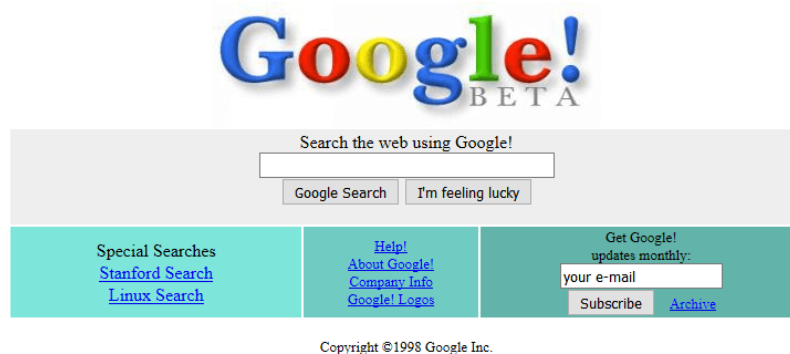 Google!
BETA
Search the web using Google!
Google Search I'm feeling lucky
Special Searches
Stanford Search
Linux Search
Help!
About Google!
Company Info
Google! Logos
Get Google!
updates monthly:
your e-mail
Subscribe Archive
Copyright ©1998 Google Inc.